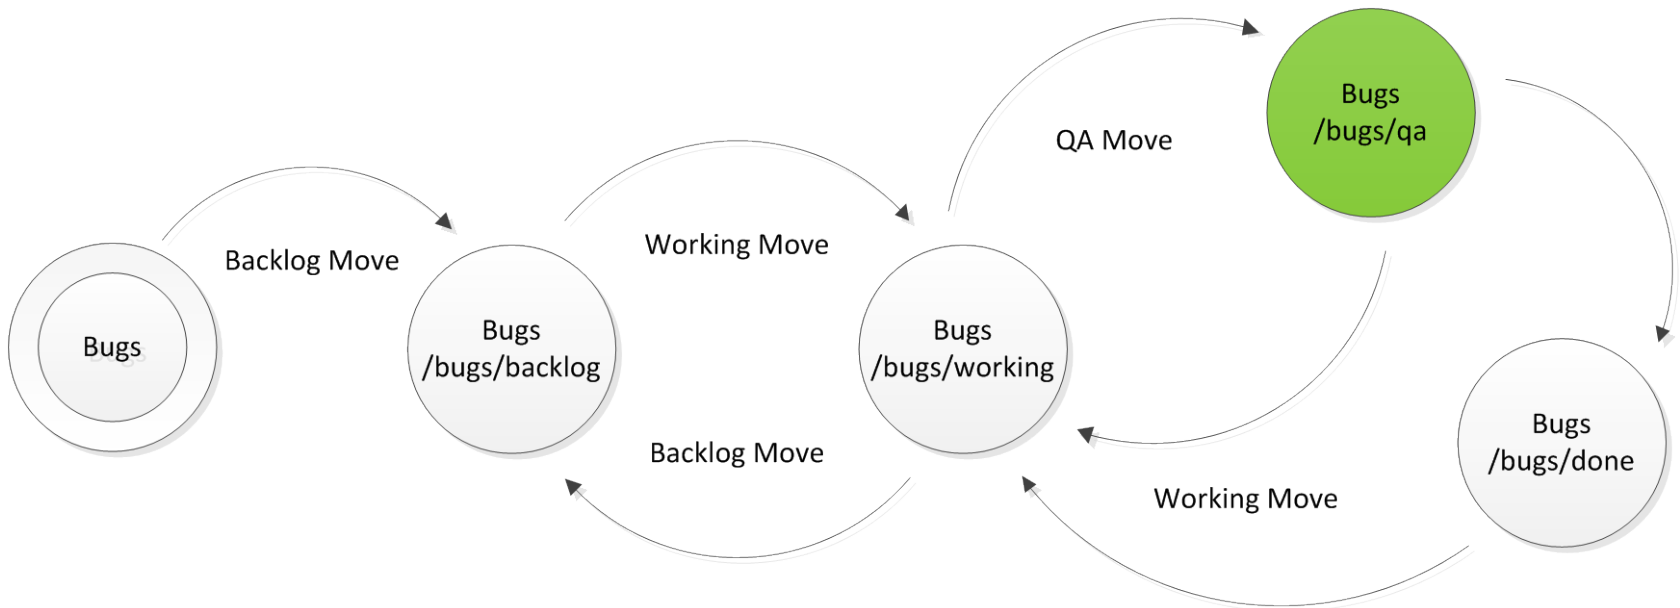 Bugs
Backlog Move
Bugs
/bugs/backlog
Working Move
Backlog Move
Bugs
/bugs/working
QA Move
Bugs
/bugs/qa
Working Move
Bugs
/bugs/done